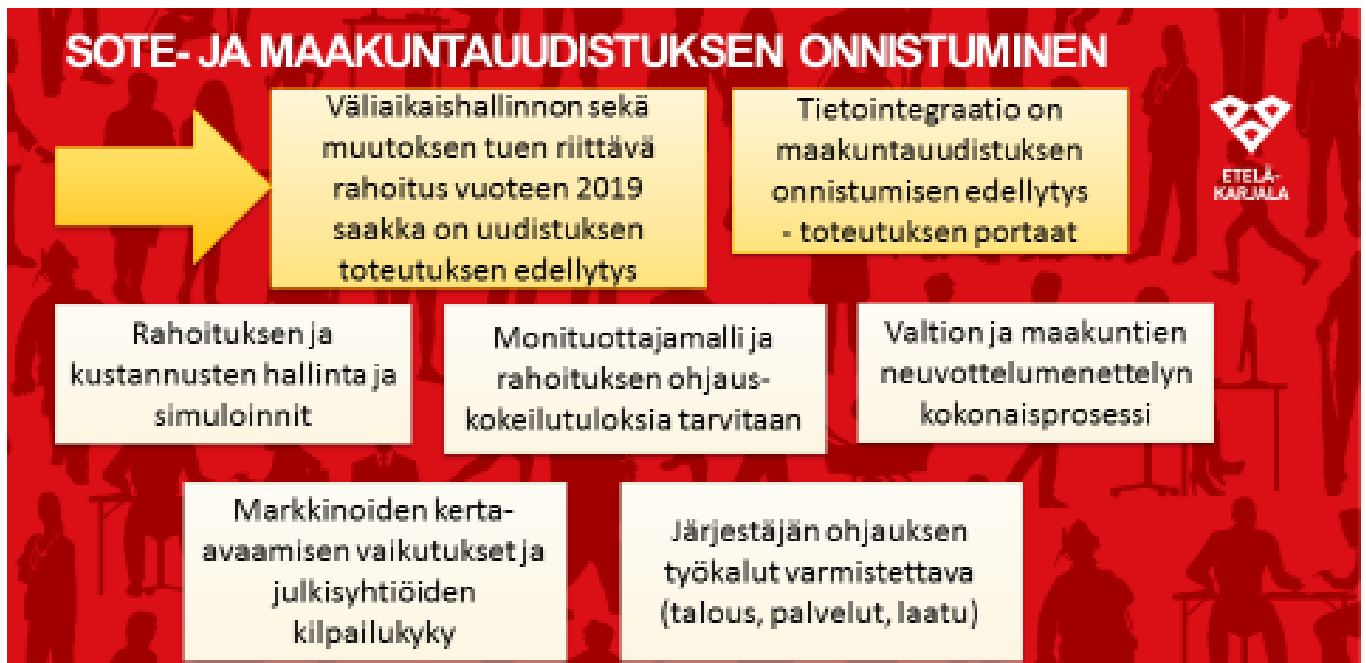 SOTE- JA MAAKUNTAUUDISTUKSEN ONNISTUMINEN
Väliaikaishallinnon sekä
muutoksen tuen riittävä
rahoitus vuoteen 2019
saakka on uudistuksen
toteutuksen edellytys
Tietointegraatio on
maakuntauudistuksen
onnistumisen edellytys
- toteutuksen portaat
ETELÄ-
KARJALA
Rahoituksen ja
kustannusten hallinta ja
simuloinnit
Monituottajamalli ja
rahoituksen ohjaus-
kokeilutuloksia tarvitaan
Valtion ja maakuntien
neuvottelumenettelyn
kokonaisprosessi
Markkinoiden kerta-
avaamisen vaikutukset ja
julkisyhtiöiden
kilpailukyky
Järjestäjän ohjauksen
työkalut varmistettava
(talous, palvelut, laatu)